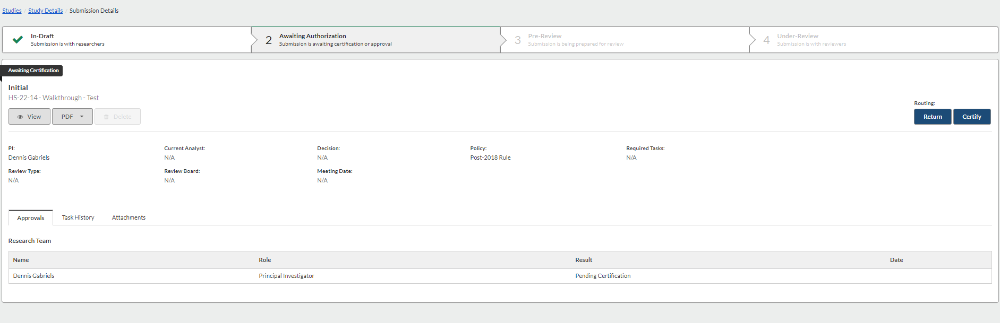 Studies / Study Details / Submission Details
In-Draft
Submission is with researchers
2
Awaiting Authorization
Submission is awaiting certification or approval
3
Pre-Review
Submission is being prepared for review
4
Under-Review
Submission is with reviewers
Awaiting Certification
Initial
HS-22-14 - Walkthrough - Test
View
PDF
Delete
Routing:
Return
Certify
PI:
Dennis Gabriels
Current Analyst:
N/A
Decision:
N/A
Policy:
Post-2018 Rule
Required Tasks:
N/A
Review Type:
N/A
Review Board:
N/A
Meeting Date:
N/A
Approvals
Task History
Attachments
Research Team
Name Role Result Date
Dennis Gabriels Principal Investigator Pending Certification